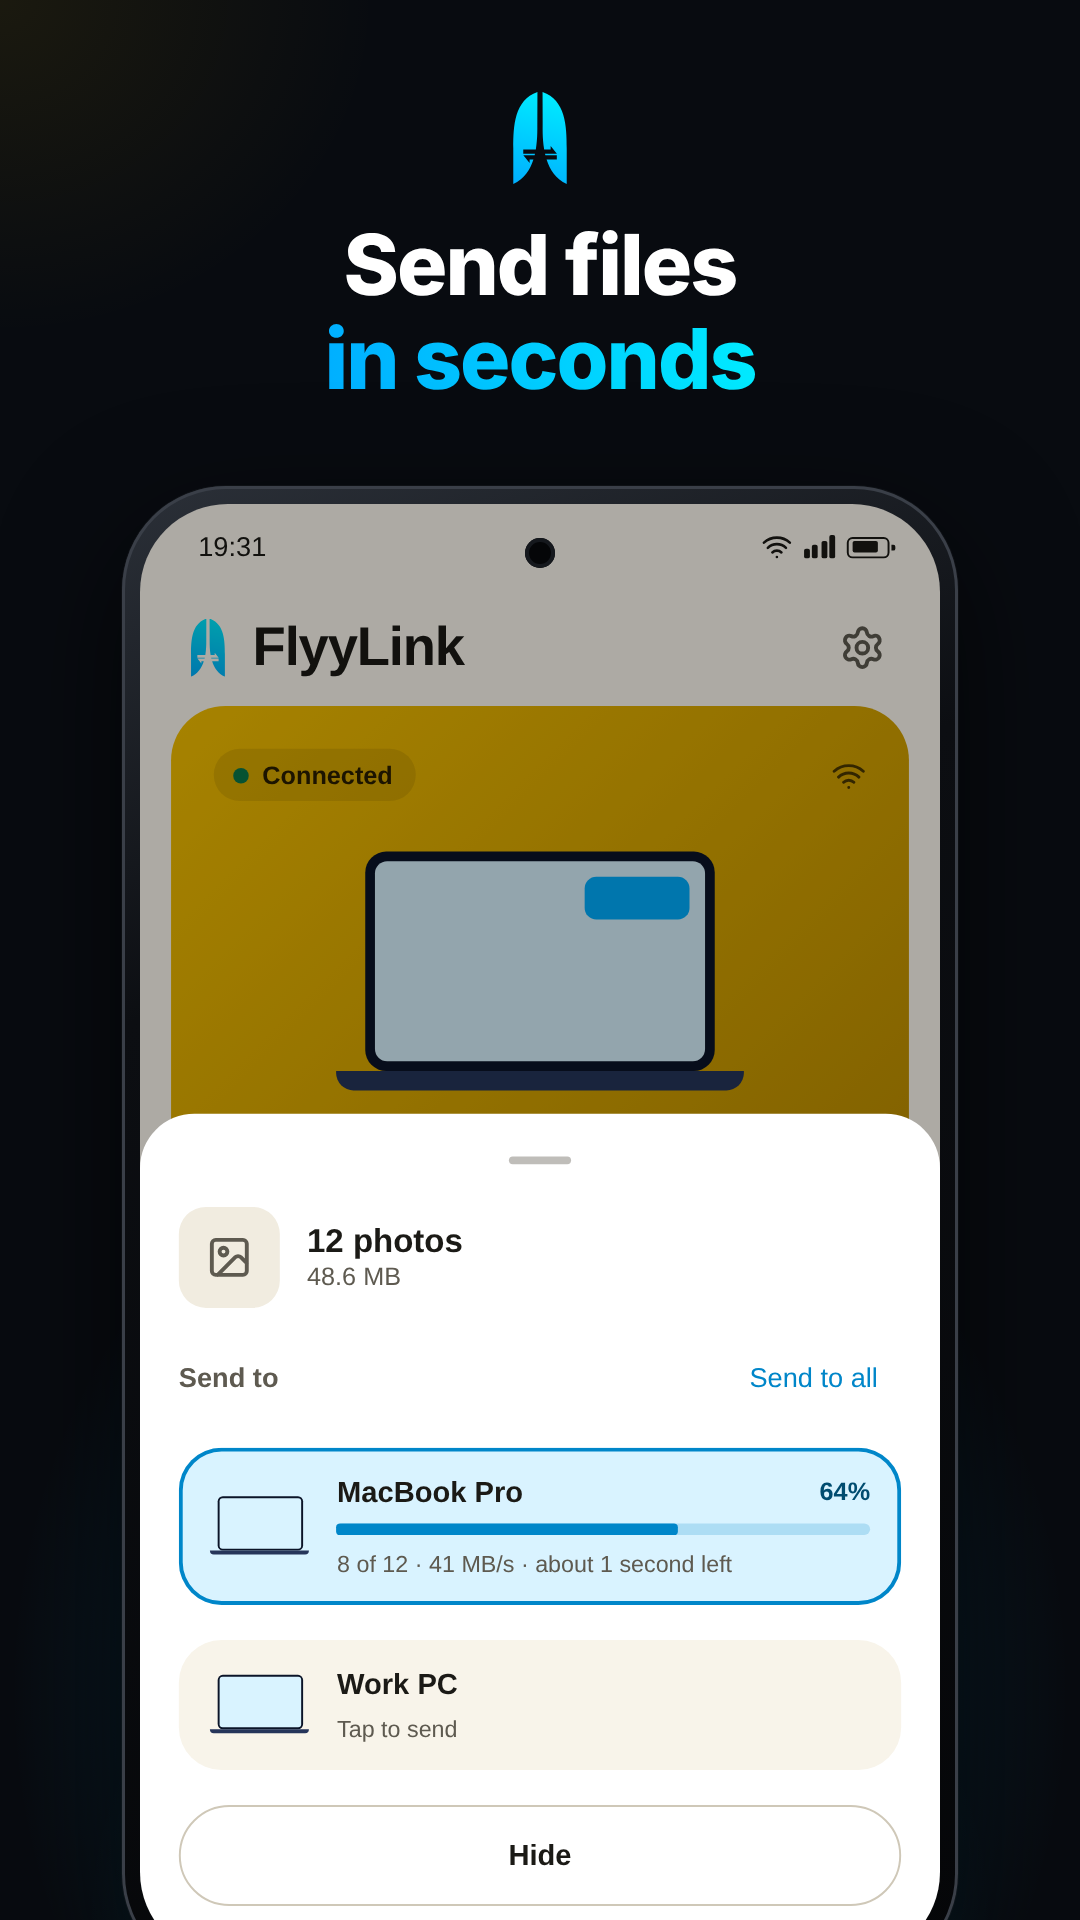 Send files
in seconds
19:31
FlyyLink
Connected
12 photos
48.6 MB
Send to
Send to all
MacBook Pro
64%
8 of 12 · 41 MB/s · about 1 second left
Work PC
Tap to send
Hide